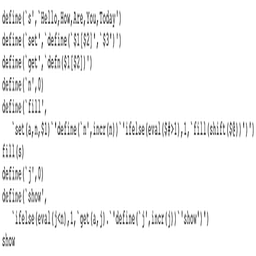 define(`s',`Hello,How,Are,You,Today')
define(`set',`define(`$1[$2]',`$3')')
define(`get',`defn($1[$2])')
define(`n',0)
define(`fill',
`set(a,n,$1)`'define(`n',incr(n))`'ifelse(eval($#>1),1,`fill(shift($@))')')
fill(s)
define(`j',0)
define(`show',
`ifelse(eval(j<n),1,`get(a,j).`'define(`j',incr(j))`'show')')
show